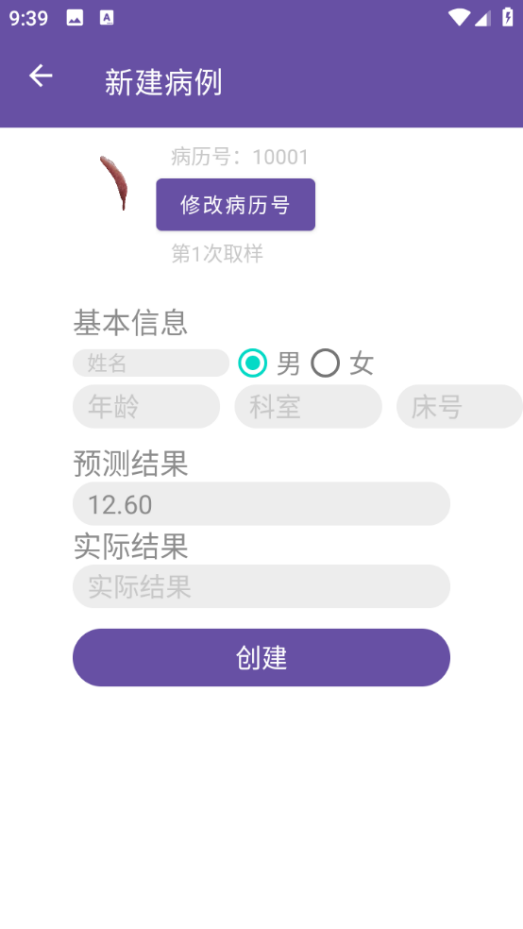 9:39
A
新建病例
病历号：10001
修改病历号
第1次取样
基本信息
姓名 男 女
年龄 科室 床号
预测结果
12.60
实际结果
实际结果
创建